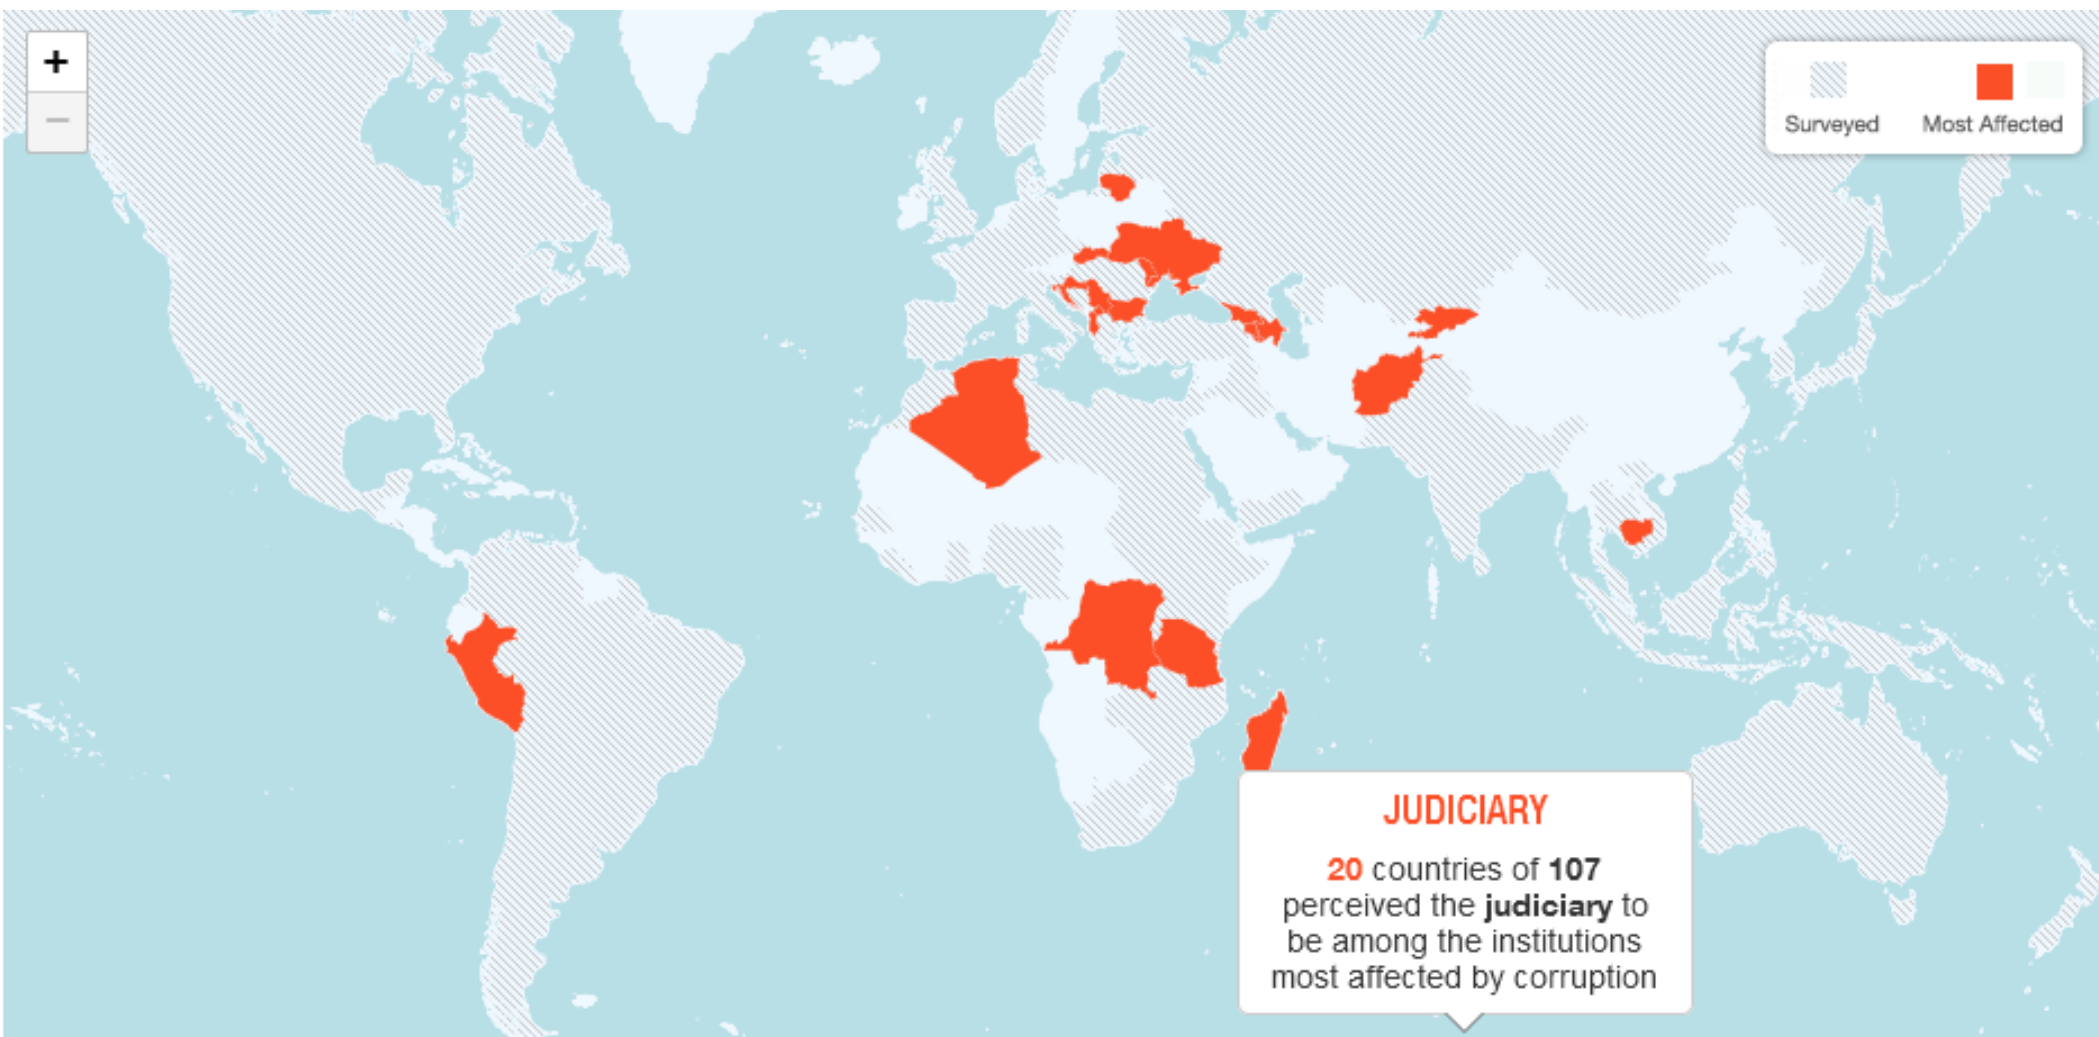 +
−
Surveyed
Most Affected
JUDICIARY
20 countries of 107
perceived the judiciary to
be among the institutions
most affected by corruption